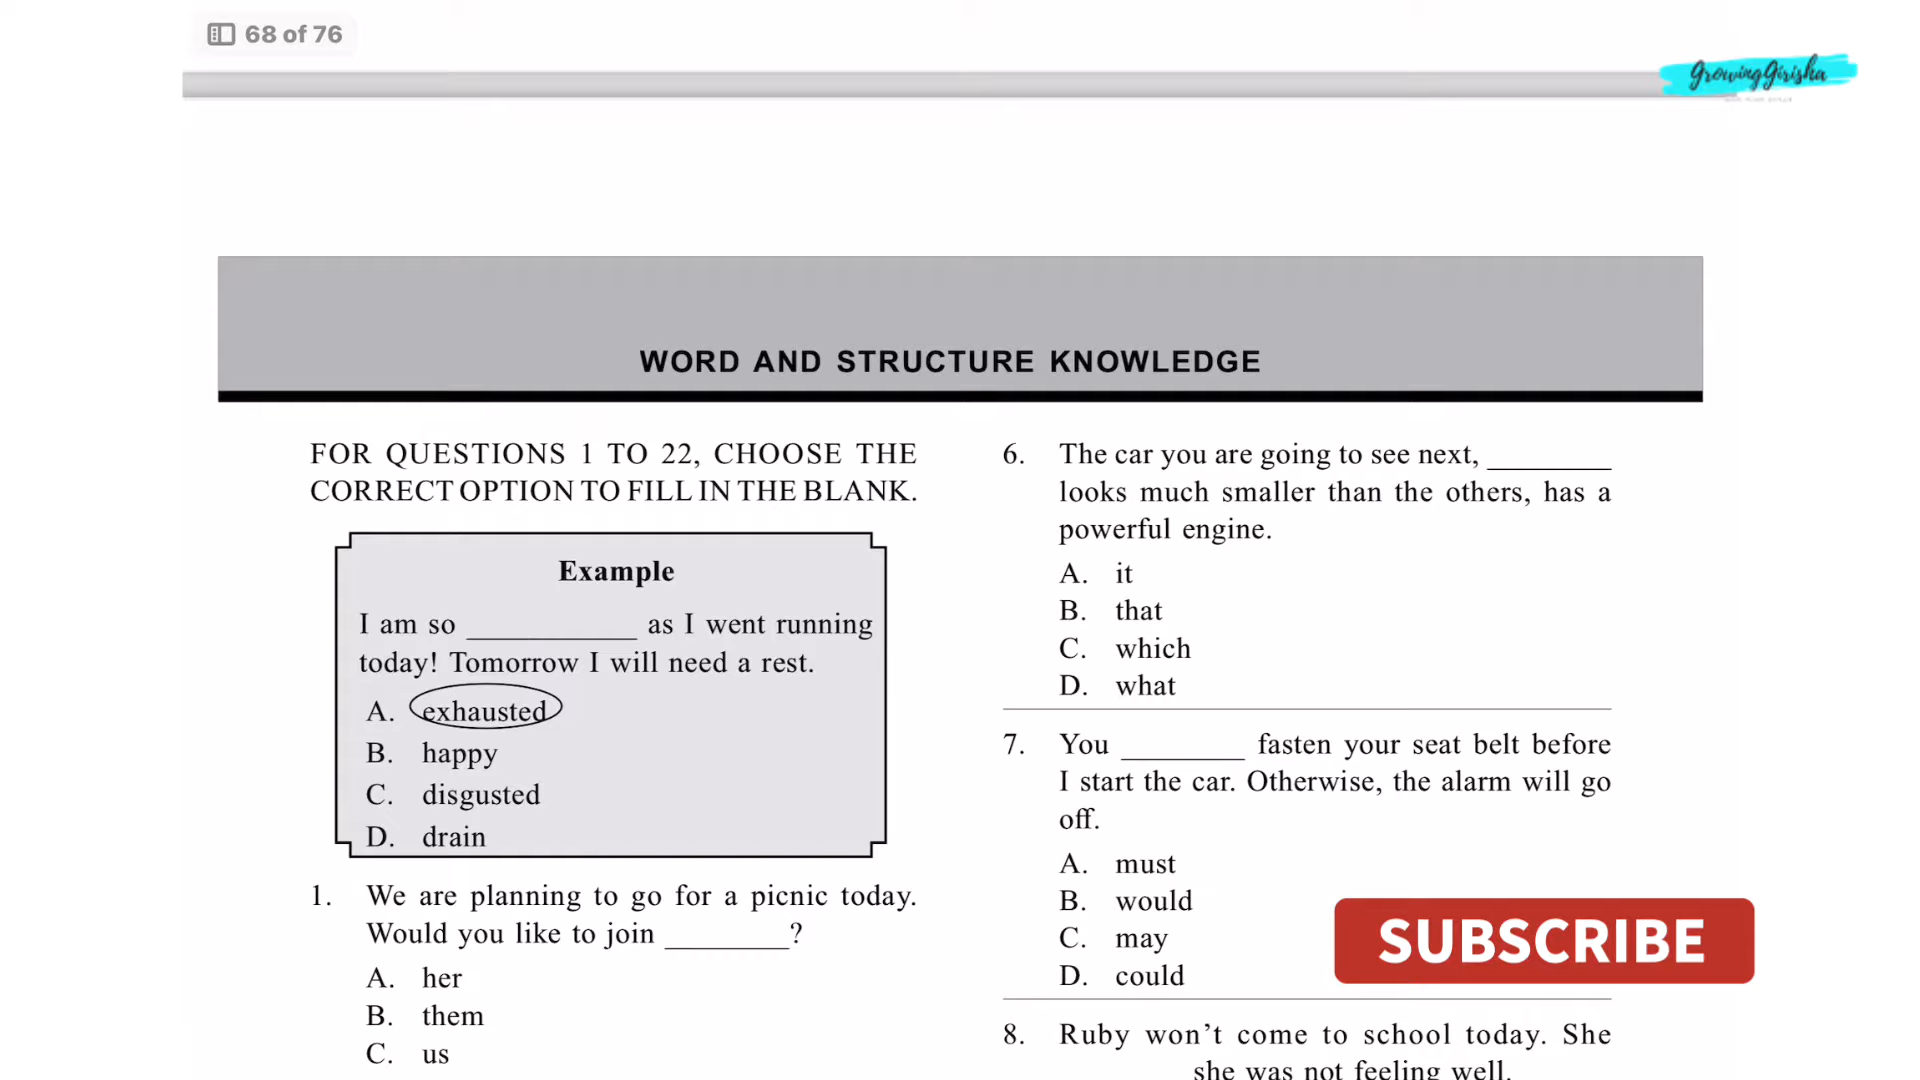 68 of 76
GrowingGirisha
WORD AND STRUCTURE KNOWLEDGE
FOR QUESTIONS 1 TO 22, CHOOSE THE
CORRECT OPTION TO FILL IN THE BLANK.
Example
I am so ___________ as I went running
today! Tomorrow I will need a rest.
A. exhausted
B. happy
C. disgusted
D. drain
1. We are planning to go for a picnic today.
Would you like to join ________?
A. her
B. them
C. us
6. The car you are going to see next, ________
looks much smaller than the others, has a
powerful engine.
A. it
B. that
C. which
D. what
7. You ________ fasten your seat belt before
I start the car. Otherwise, the alarm will go
off.
A. must
B. would
C. may
D. could
SUBSCRIBE
8. Ruby won’t come to school today. She
she was not feeling well.